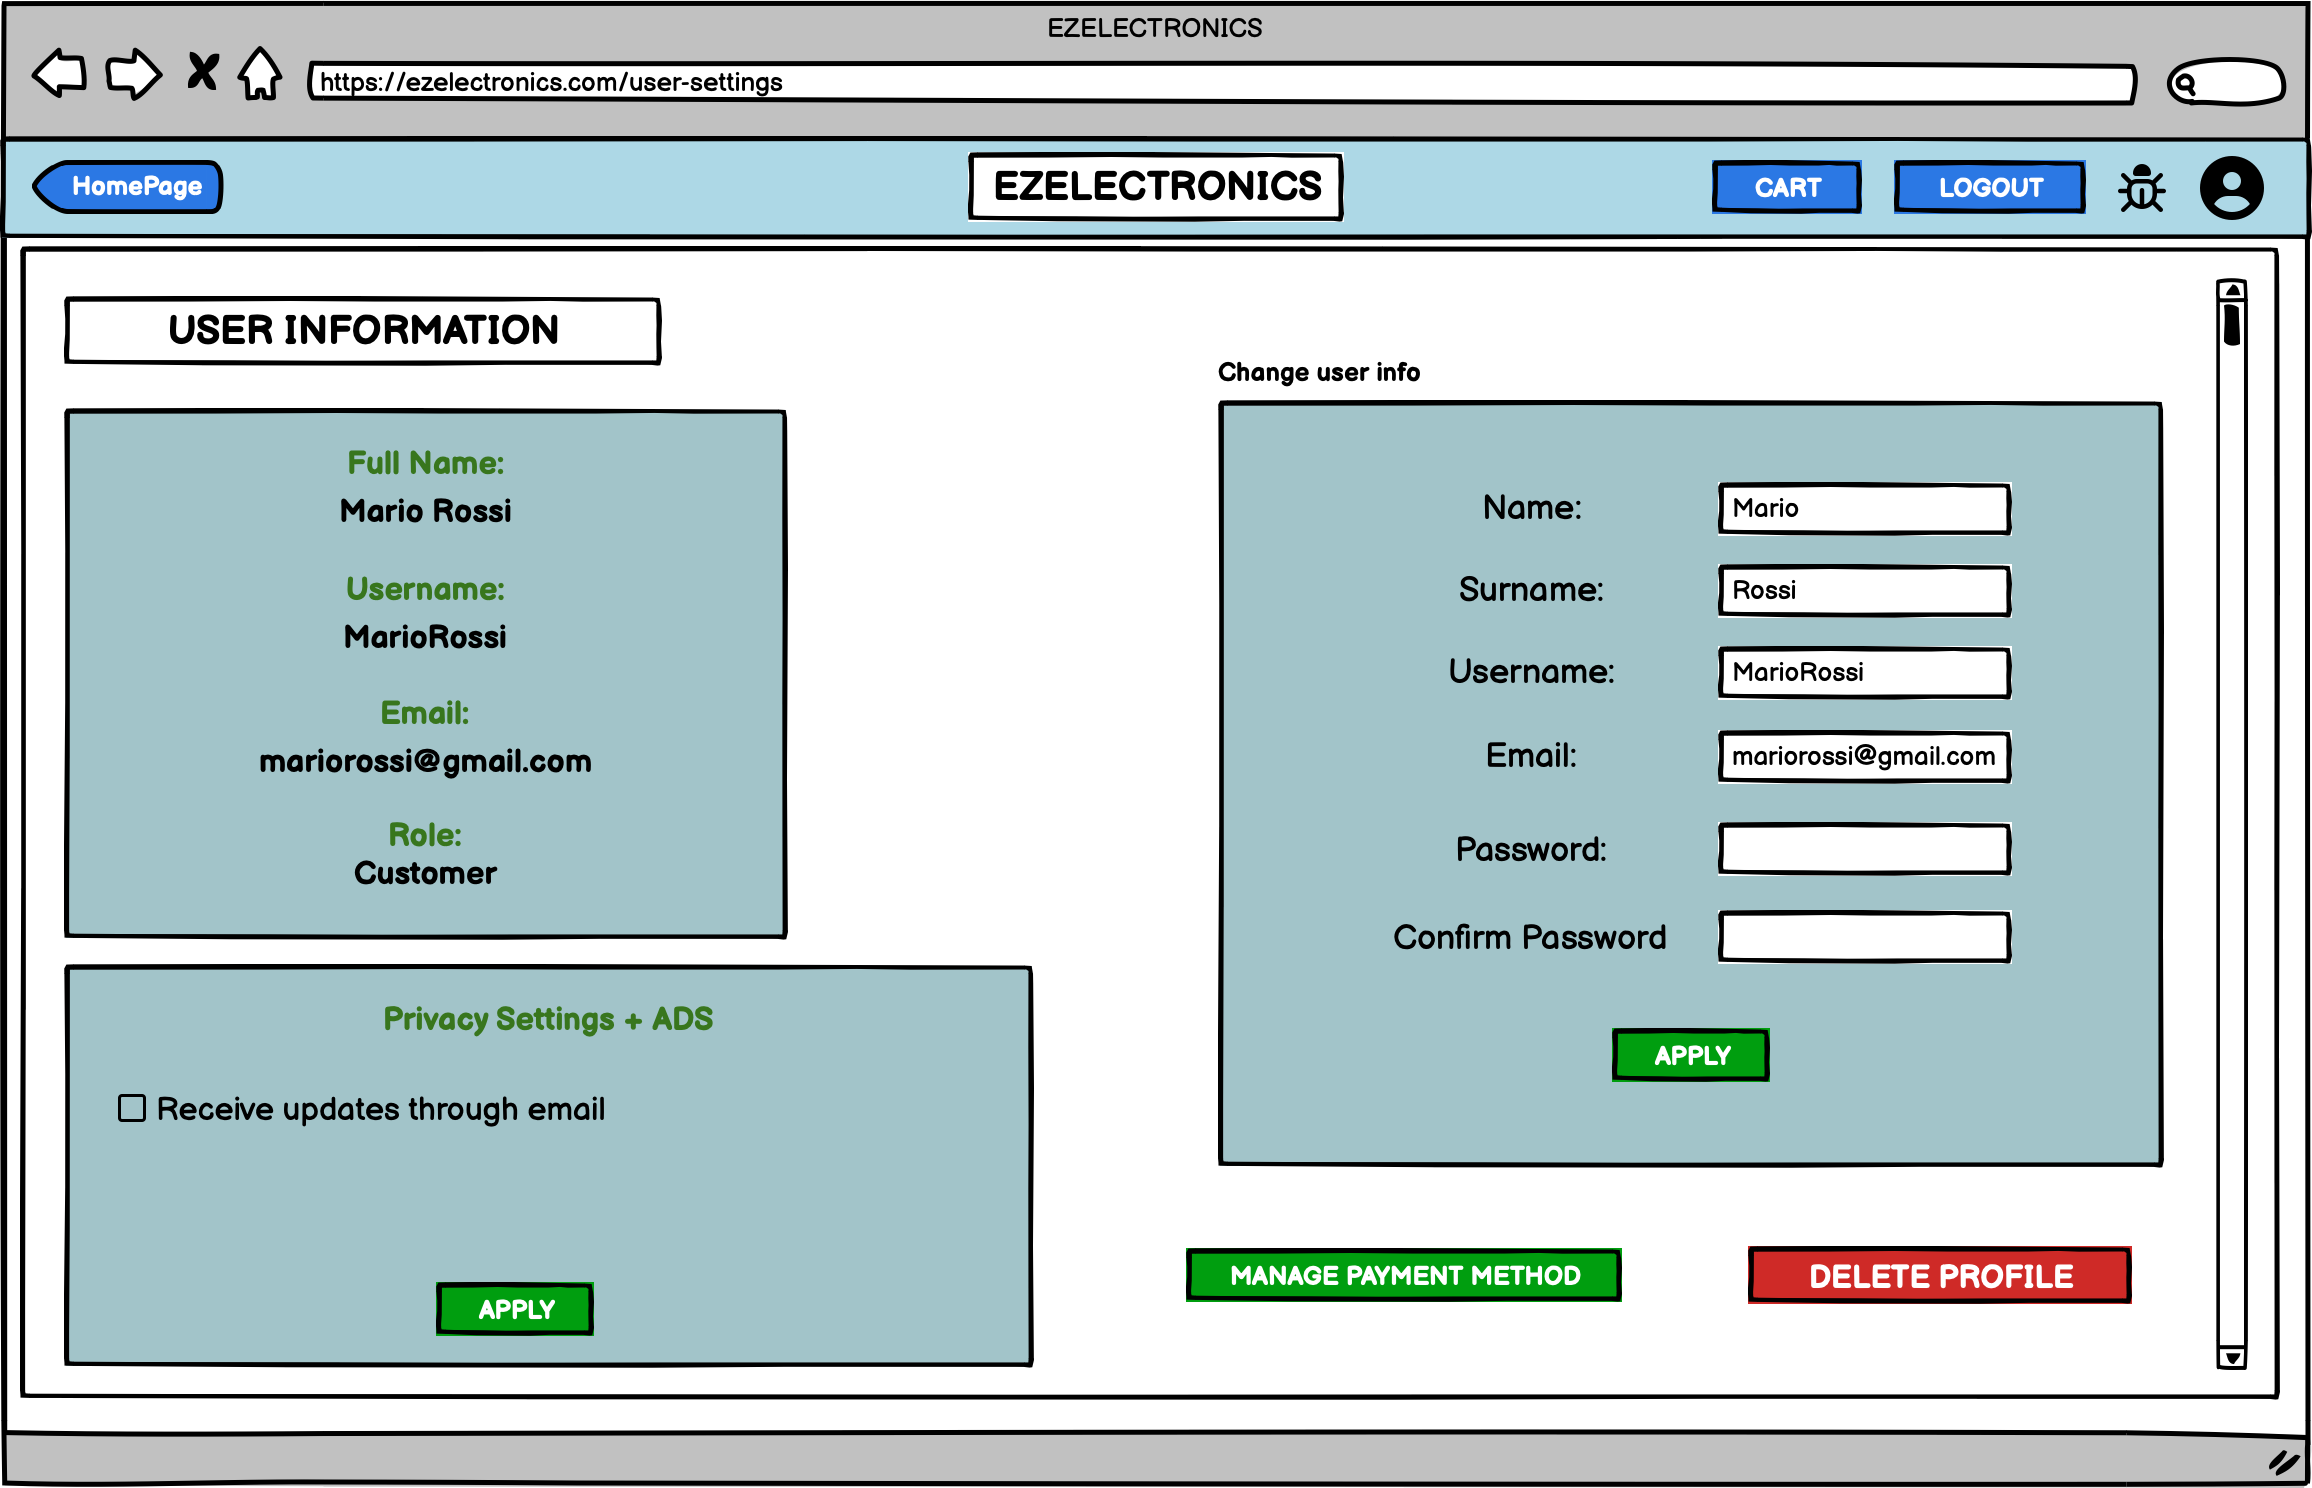 EZELECTRONICS
https://ezelectronics.com/user-settings
HomePage
EZELECTRONICS
CART
LOGOUT
USER INFORMATION
Full Name:
Mario Rossi
Username:
MarioRossi
Email:
mariorossi@gmail.com
Role:
Customer
Privacy Settings + ADS
Receive updates through email
APPLY
Change user info
Name:
Mario
Surname:
Rossi
Username:
MarioRossi
Email:
mariorossi@gmail.com
Password:
Confirm Password
APPLY
MANAGE PAYMENT METHOD
DELETE PROFILE